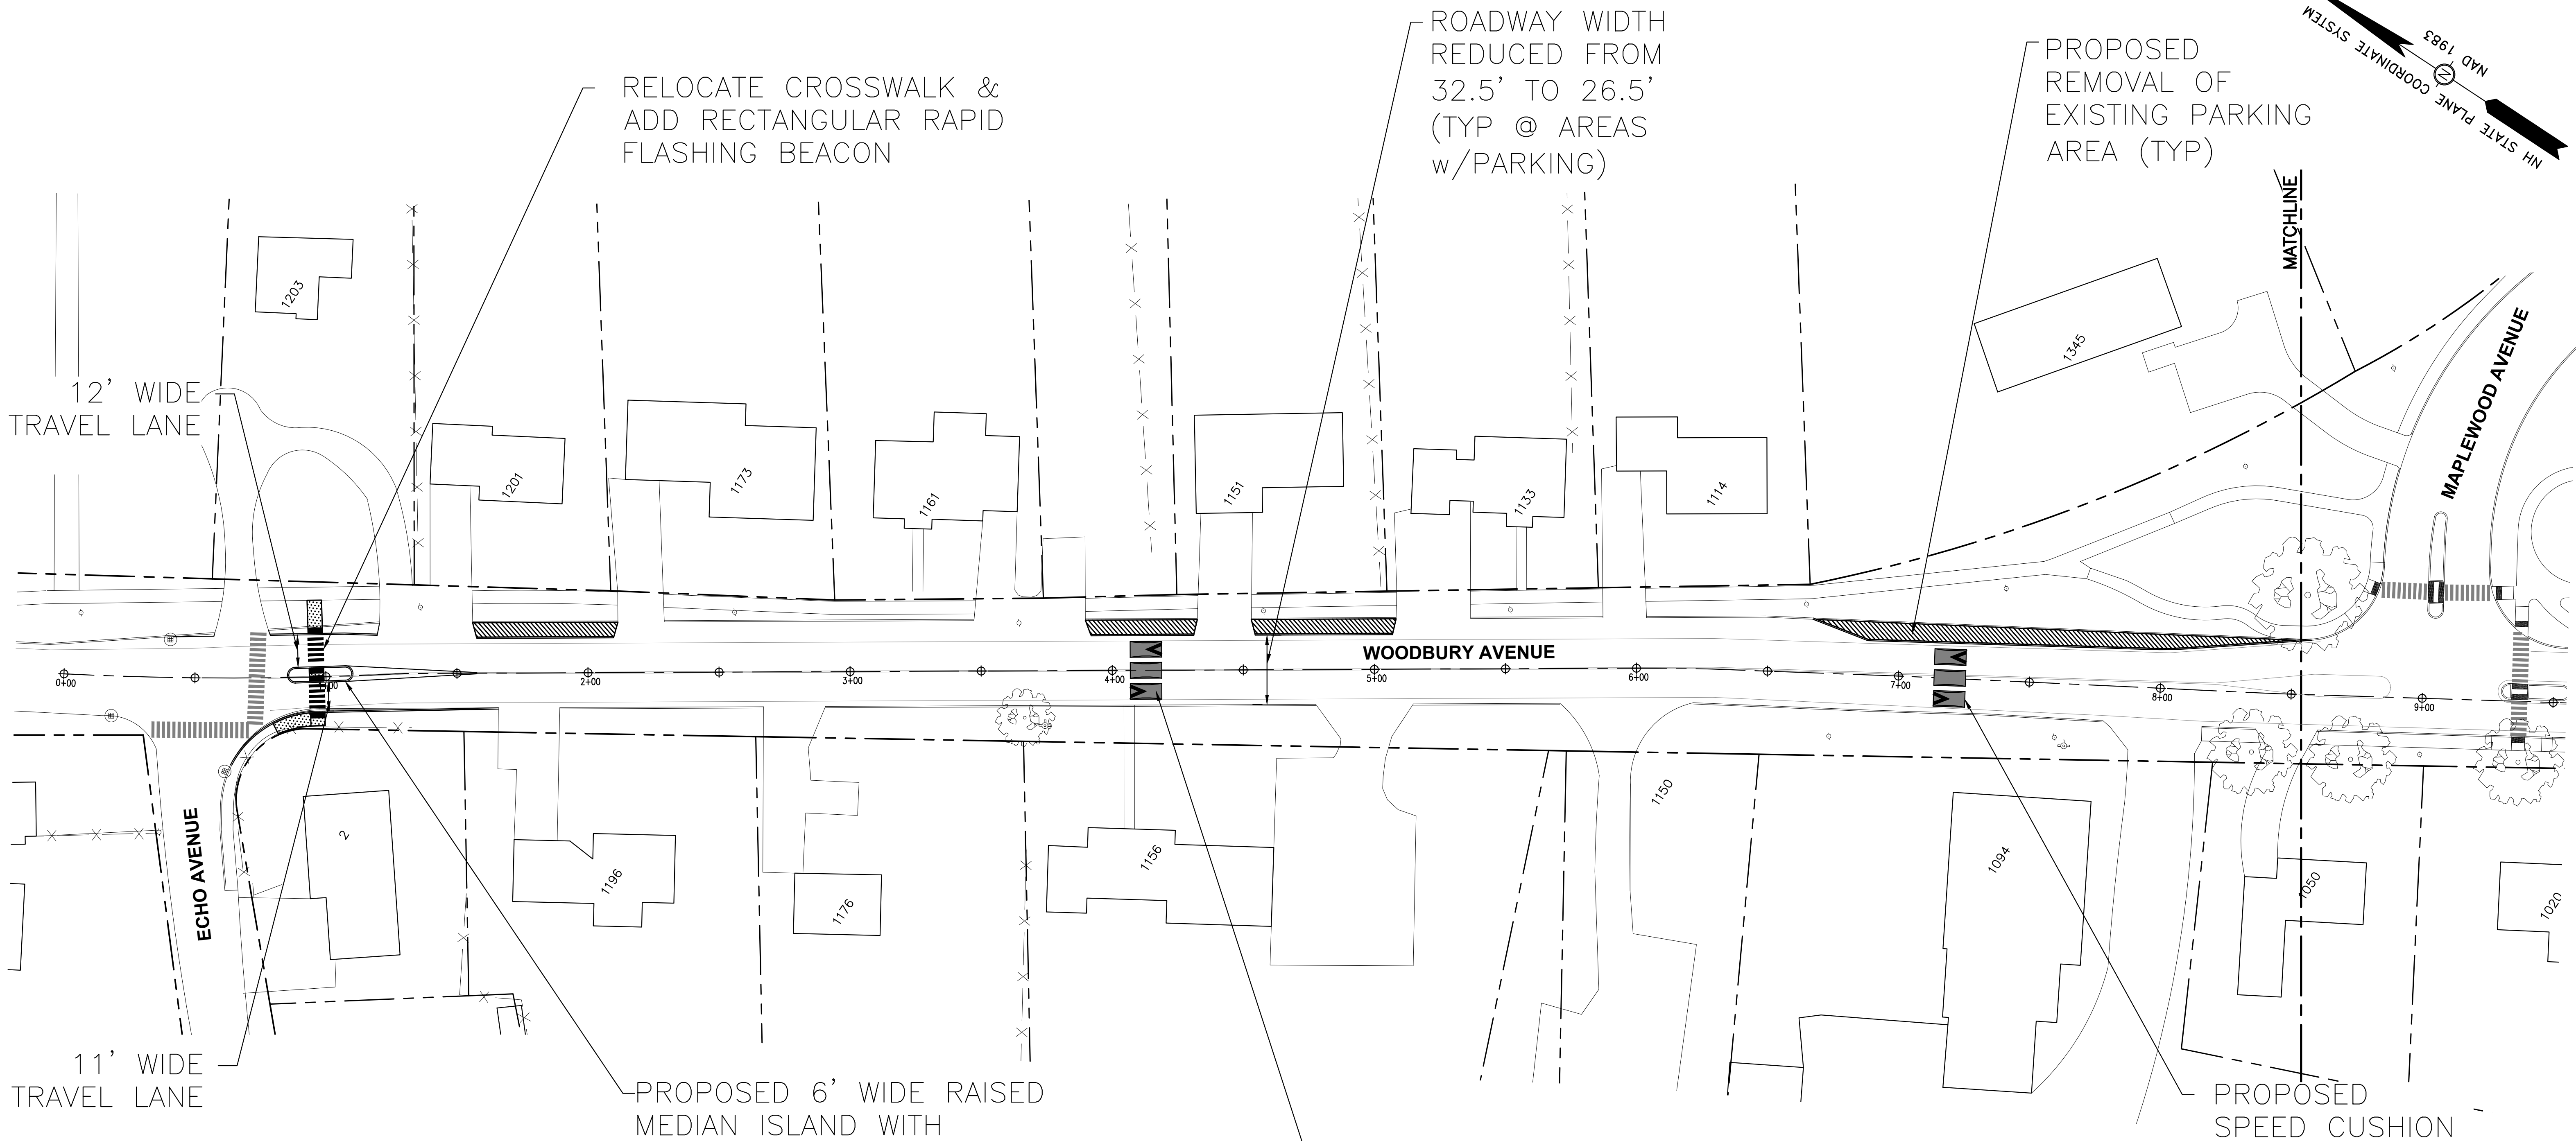 RELOCATE CROSSWALK &
ADD RECTANGULAR RAPID
FLASHING BEACON
ROADWAY WIDTH
REDUCED FROM
32.5' TO 26.5'
(TYP @ AREAS
w/PARKING)
PROPOSED
REMOVAL OF
EXISTING PARKING
AREA (TYP)
NH STATE PLANE COORDINATE SYSTEM
NAD 1983
N
MATCHLINE
MAPLEWOOD AVENUE
12' WIDE
TRAVEL LANE
1203
1201
1173
1161
1151
1133
1114
1345
WOODBURY AVENUE
0+00
1+00
2+00
3+00
4+00
5+00
6+00
7+00
8+00
9+00
ECHO AVENUE
2
1196
1176
1156
1150
1094
1050
1020
11' WIDE
TRAVEL LANE
PROPOSED 6' WIDE RAISED
MEDIAN ISLAND WITH
PROPOSED
SPEED CUSHION